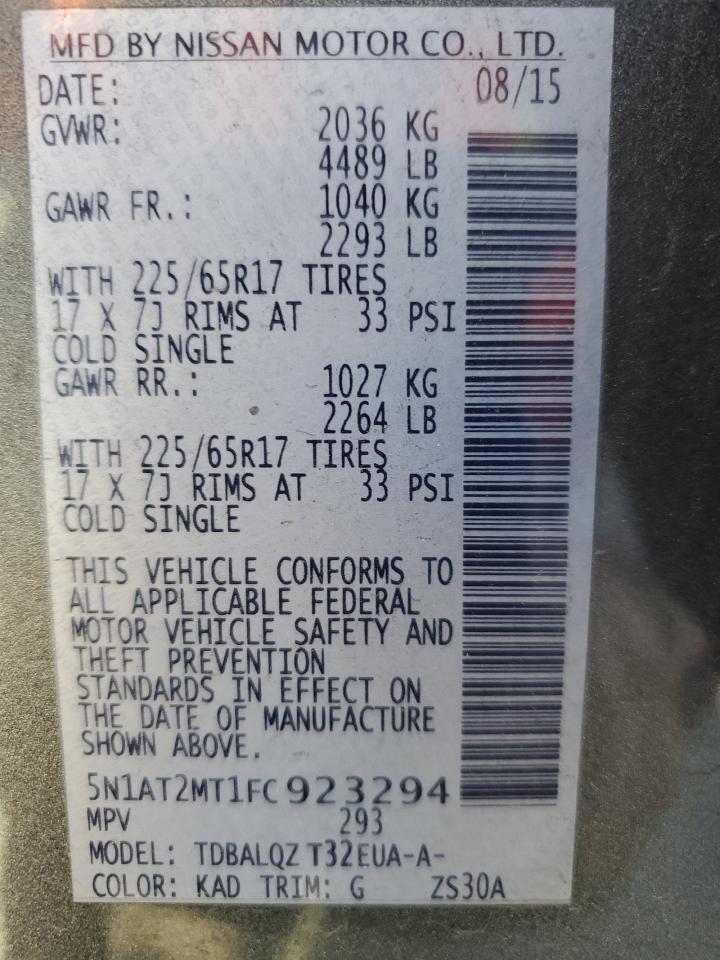 MFD BY NISSAN MOTOR CO., LTD.
DATE: 08/15
GVWR: 2036 KG
4489 LB
GAWR FR.: 1040 KG
2293 LB
WITH 225/65R17 TIRES
17 X 7J RIMS AT 33 PSI
COLD SINGLE
GAWR RR.: 1027 KG
2264 LB
WITH 225/65R17 TIRES
17 X 7J RIMS AT 33 PSI
COLD SINGLE
THIS VEHICLE CONFORMS TO
ALL APPLICABLE FEDERAL
MOTOR VEHICLE SAFETY AND
THEFT PREVENTION
STANDARDS IN EFFECT ON
THE DATE OF MANUFACTURE
SHOWN ABOVE.
5N1AT2MT1FC923294
MPV 293
MODEL: TDBALQZ T32EUA-A-
COLOR: KAD TRIM: G ZS30A